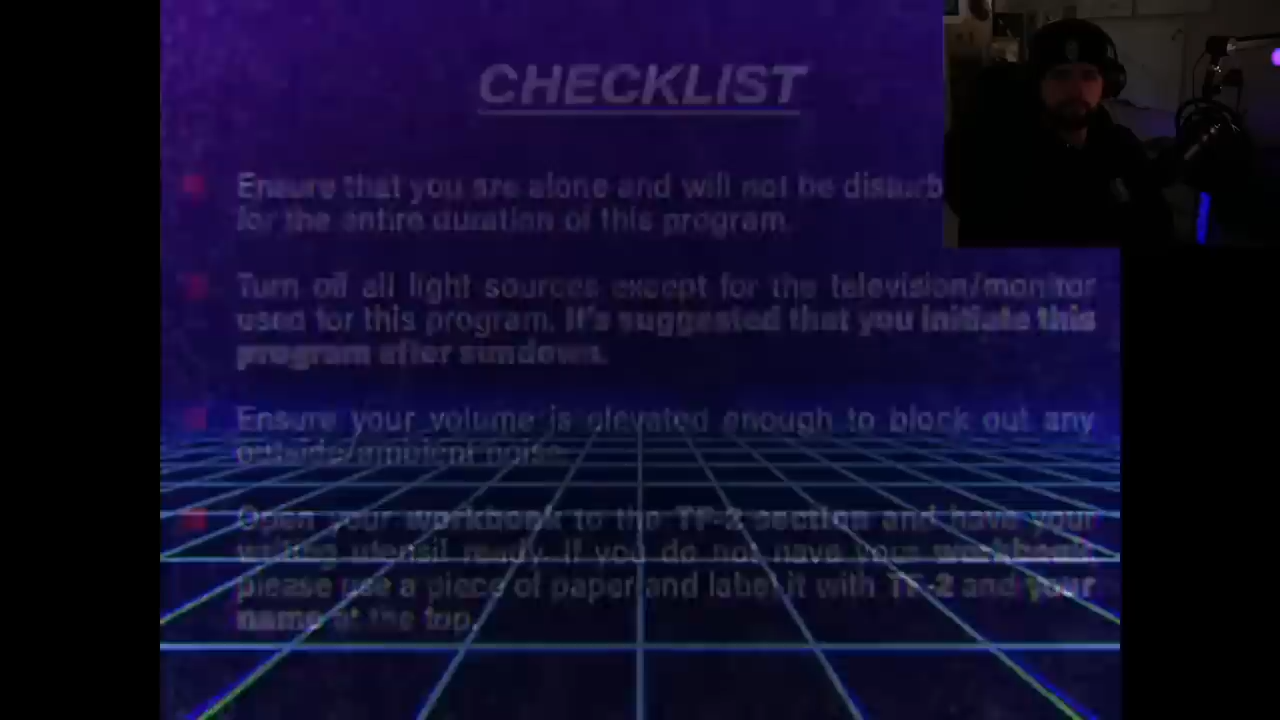 CHECKLIST
Ensure that you are alone and will not be disturb
for the entire duration of this program.
Turn off all light sources except for the television/monitor
used for this program. It's suggested that you initiate this
program after sundown.
Ensure your volume is elevated enough to block out any
outside/ambient noise.
Open your workbook to the TF-2 section and have your
writing utensil ready. If you do not have your workbook,
please use a piece of paper and label it with TF-2 and your
name at the top.